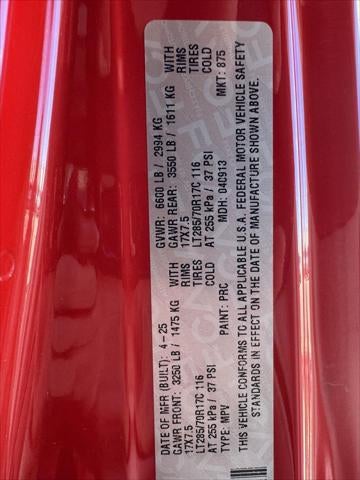 DATE OF MFR (BUILT): 4-25 GVWR: 6600 LB / 2994 KG
GAWR FRONT: 3250 LB / 1475 KG WITH GAWR REAR: 3550 LB / 1611 KG WITH
17X7.5 RIMS 17X7.5 RIMS
LT285/70R17C 116 TIRES LT285/70R17C 116 TIRES
AT 255 kPa / 37 PSI COLD AT 255 kPa / 37 PSI COLD
TYPE: MPV PAINT: PRC MDH: 040913 MKT: 875
THIS VEHICLE CONFORMS TO ALL APPLICABLE U.S.A. FEDERAL MOTOR VEHICLE SAFETY
STANDARDS IN EFFECT ON THE DATE OF MANUFACTURE SHOWN ABOVE.